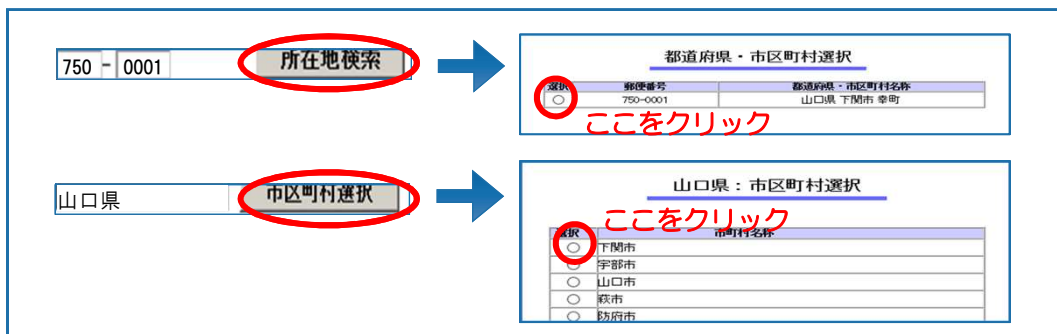 750 - 0001 所在地検索
都道府県・市区町村選択
選択 郵便番号 都道府県・市区町村名称
750-0001 山口県 下関市 幸町
ここをクリック
山口県 市区町村選択
山口県：市区町村選択
ここをクリック
選択 市町村名称
下関市
宇部市
山口市
萩市
防府市